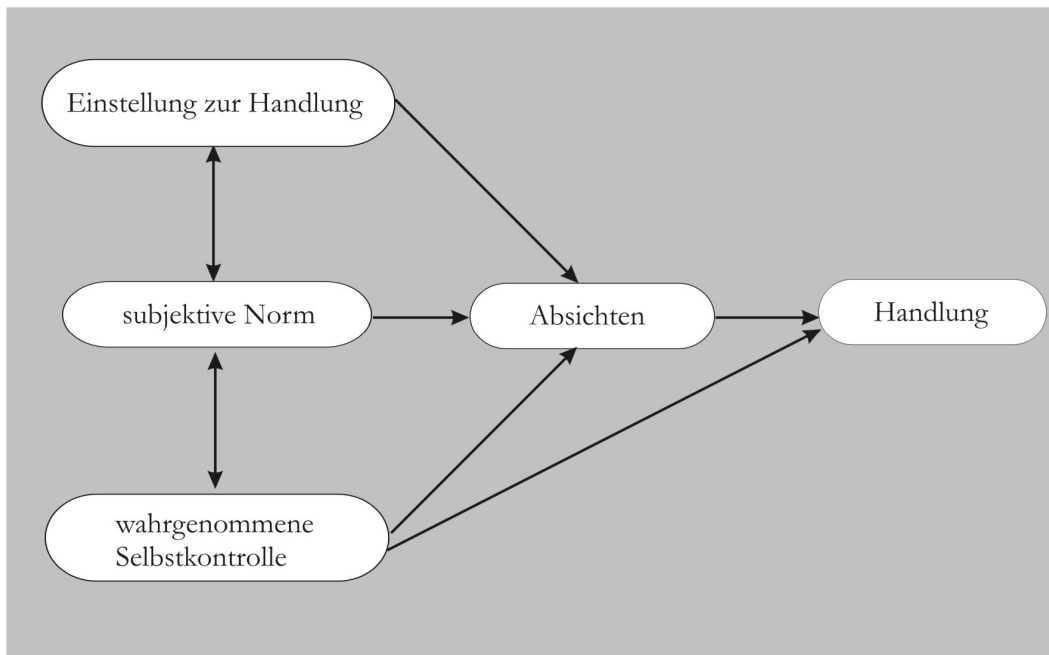 Einstellung zur Handlung
subjektive Norm
Absichten
Handlung
wahrgenommene
Selbstkontrolle